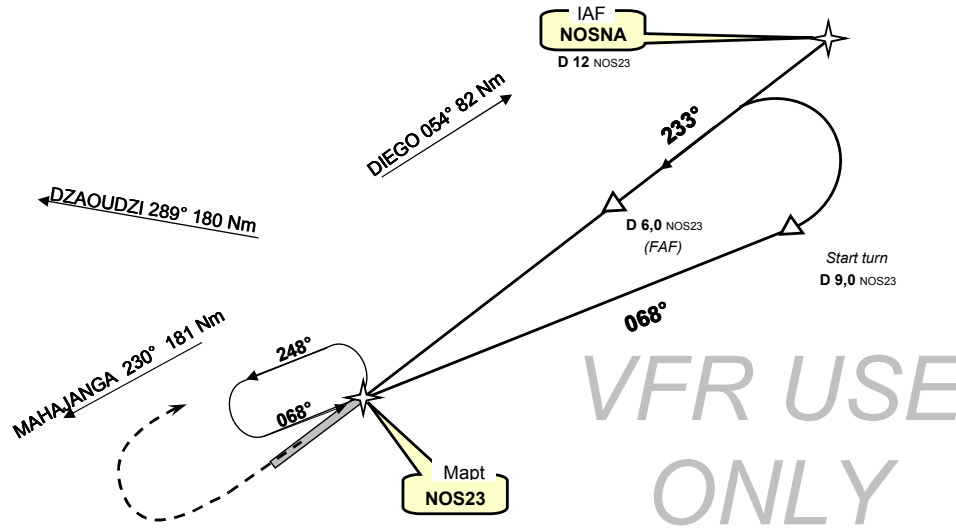 IAF
NOSNA
D 12 NOS23
DIEGO 054° 82 Nm
233°
DZAOUDZI 289° 180 Nm
D 6,0 NOS23
(FAF)
Start turn
D 9,0 NOS23
068°
MAHAJANGA 230° 181 Nm
248°
068°
VFR USE
ONLY
Mapt
NOS23